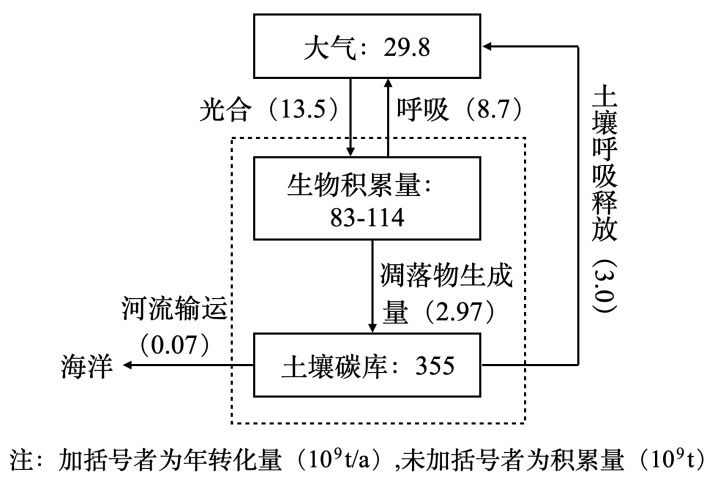 大气：29.8
光合（13.5）
呼吸（8.7）
生物积累量：
83-114
土壤呼吸释放（3.0）
凋落物生成
量（2.97）
河流输运
（0.07）
海洋
土壤碳库：355
注：加括号者为年转化量（10⁹t/a）,未加括号者为积累量（10⁹t）